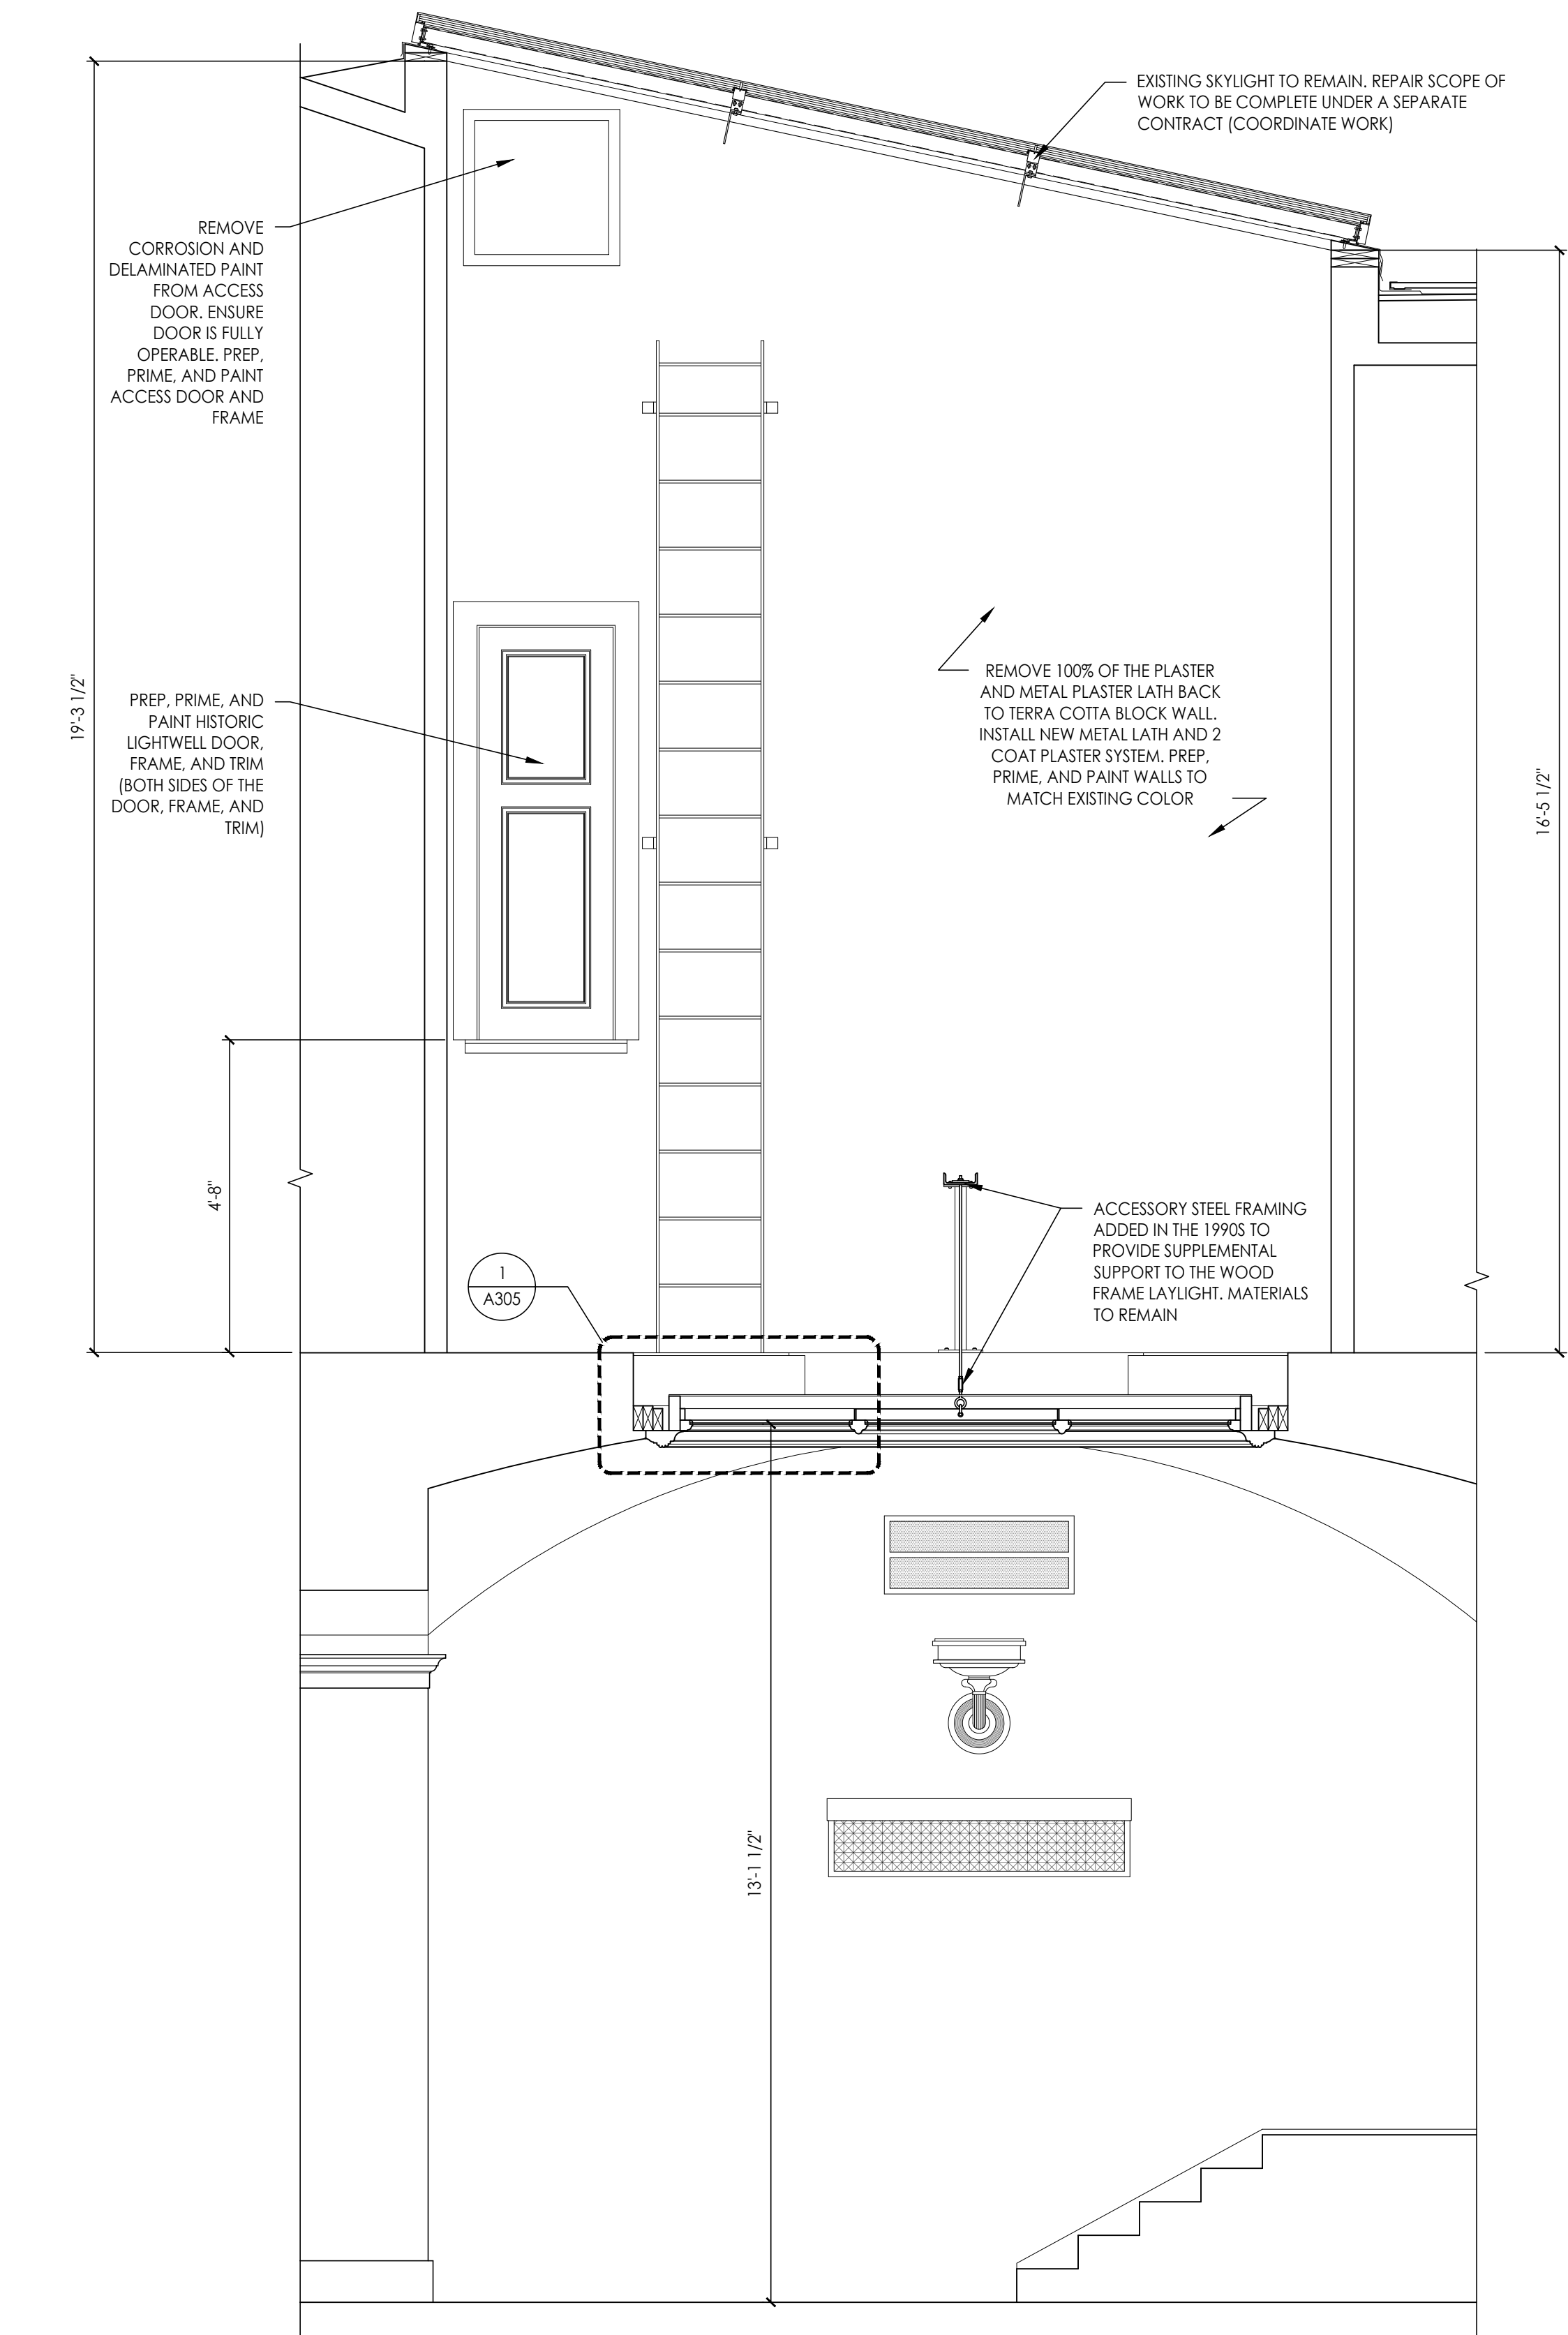 EXISTING SKYLIGHT TO REMAIN. REPAIR SCOPE OF
WORK TO BE COMPLETE UNDER A SEPARATE
CONTRACT (COORDINATE WORK)
REMOVE
CORROSION AND
DELAMINATED PAINT
FROM ACCESS
DOOR. ENSURE
DOOR IS FULLY
OPERABLE. PREP,
PRIME, AND PAINT
ACCESS DOOR AND
FRAME
19'-3 1/2"
PREP, PRIME, AND
PAINT HISTORIC
LIGHTWELL DOOR,
FRAME, AND TRIM
(BOTH SIDES OF THE
DOOR, FRAME, AND
TRIM)
REMOVE 100% OF THE PLASTER
AND METAL PLASTER LATH BACK
TO TERRA COTTA BLOCK WALL.
INSTALL NEW METAL LATH AND 2
COAT PLASTER SYSTEM. PREP,
PRIME, AND PAINT WALLS TO
MATCH EXISTING COLOR
16'-5 1/2"
4'-8"
ACCESSORY STEEL FRAMING
ADDED IN THE 1990S TO
PROVIDE SUPPLEMENTAL
SUPPORT TO THE WOOD
FRAME LAYLIGHT. MATERIALS
TO REMAIN
1
A305
13'-1 1/2"